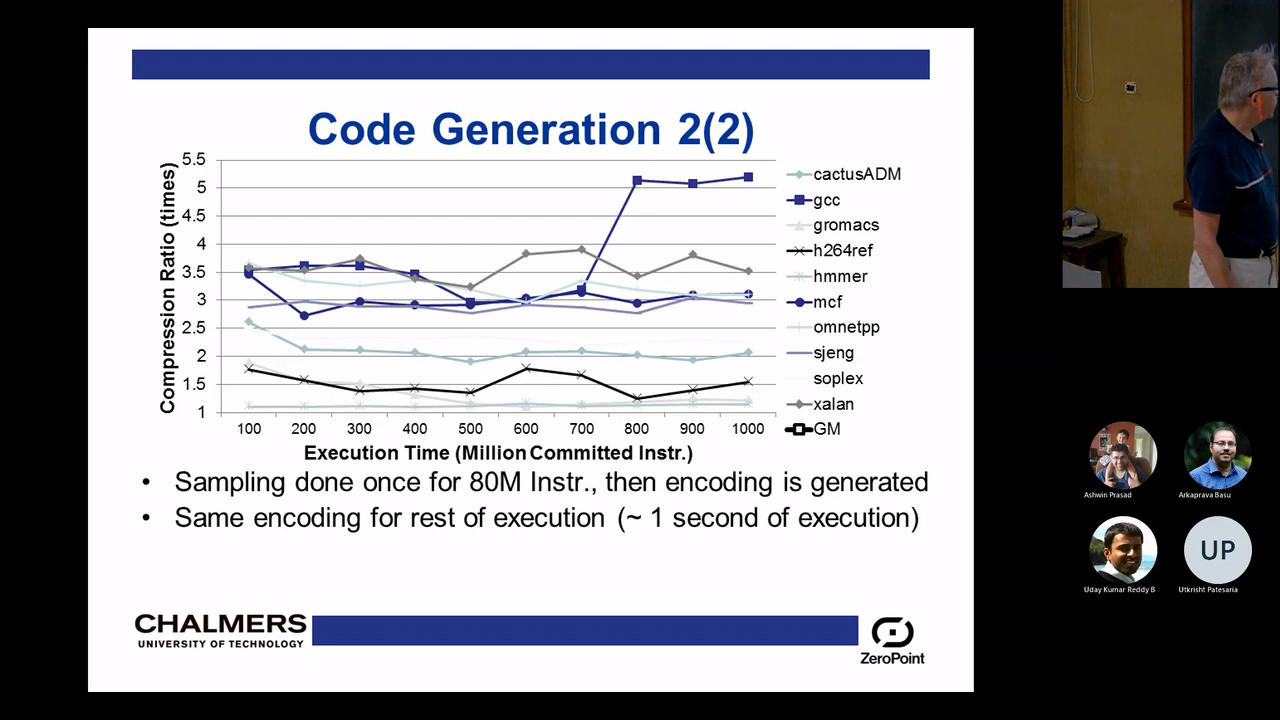 Code Generation 2(2)
Compression Ratio (times)
5.5
5
4.5
4
3.5
3
2.5
2
1.5
1
100 200 300 400 500 600 700 800 900 1000
Execution Time (Million Committed Instr.)
cactusADM
gcc
gromacs
h264ref
hmmer
mcf
omnetpp
sjeng
soplex
xalan
GM
• Sampling done once for 80M Instr., then encoding is generated
• Same encoding for rest of execution (~ 1 second of execution)
CHALMERS
UNIVERSITY OF TECHNOLOGY
ZeroPoint
Ashwin Prasad
Arkaprava Basu
UP
Uday Kumar Reddy B
Utkrisht Patesaria